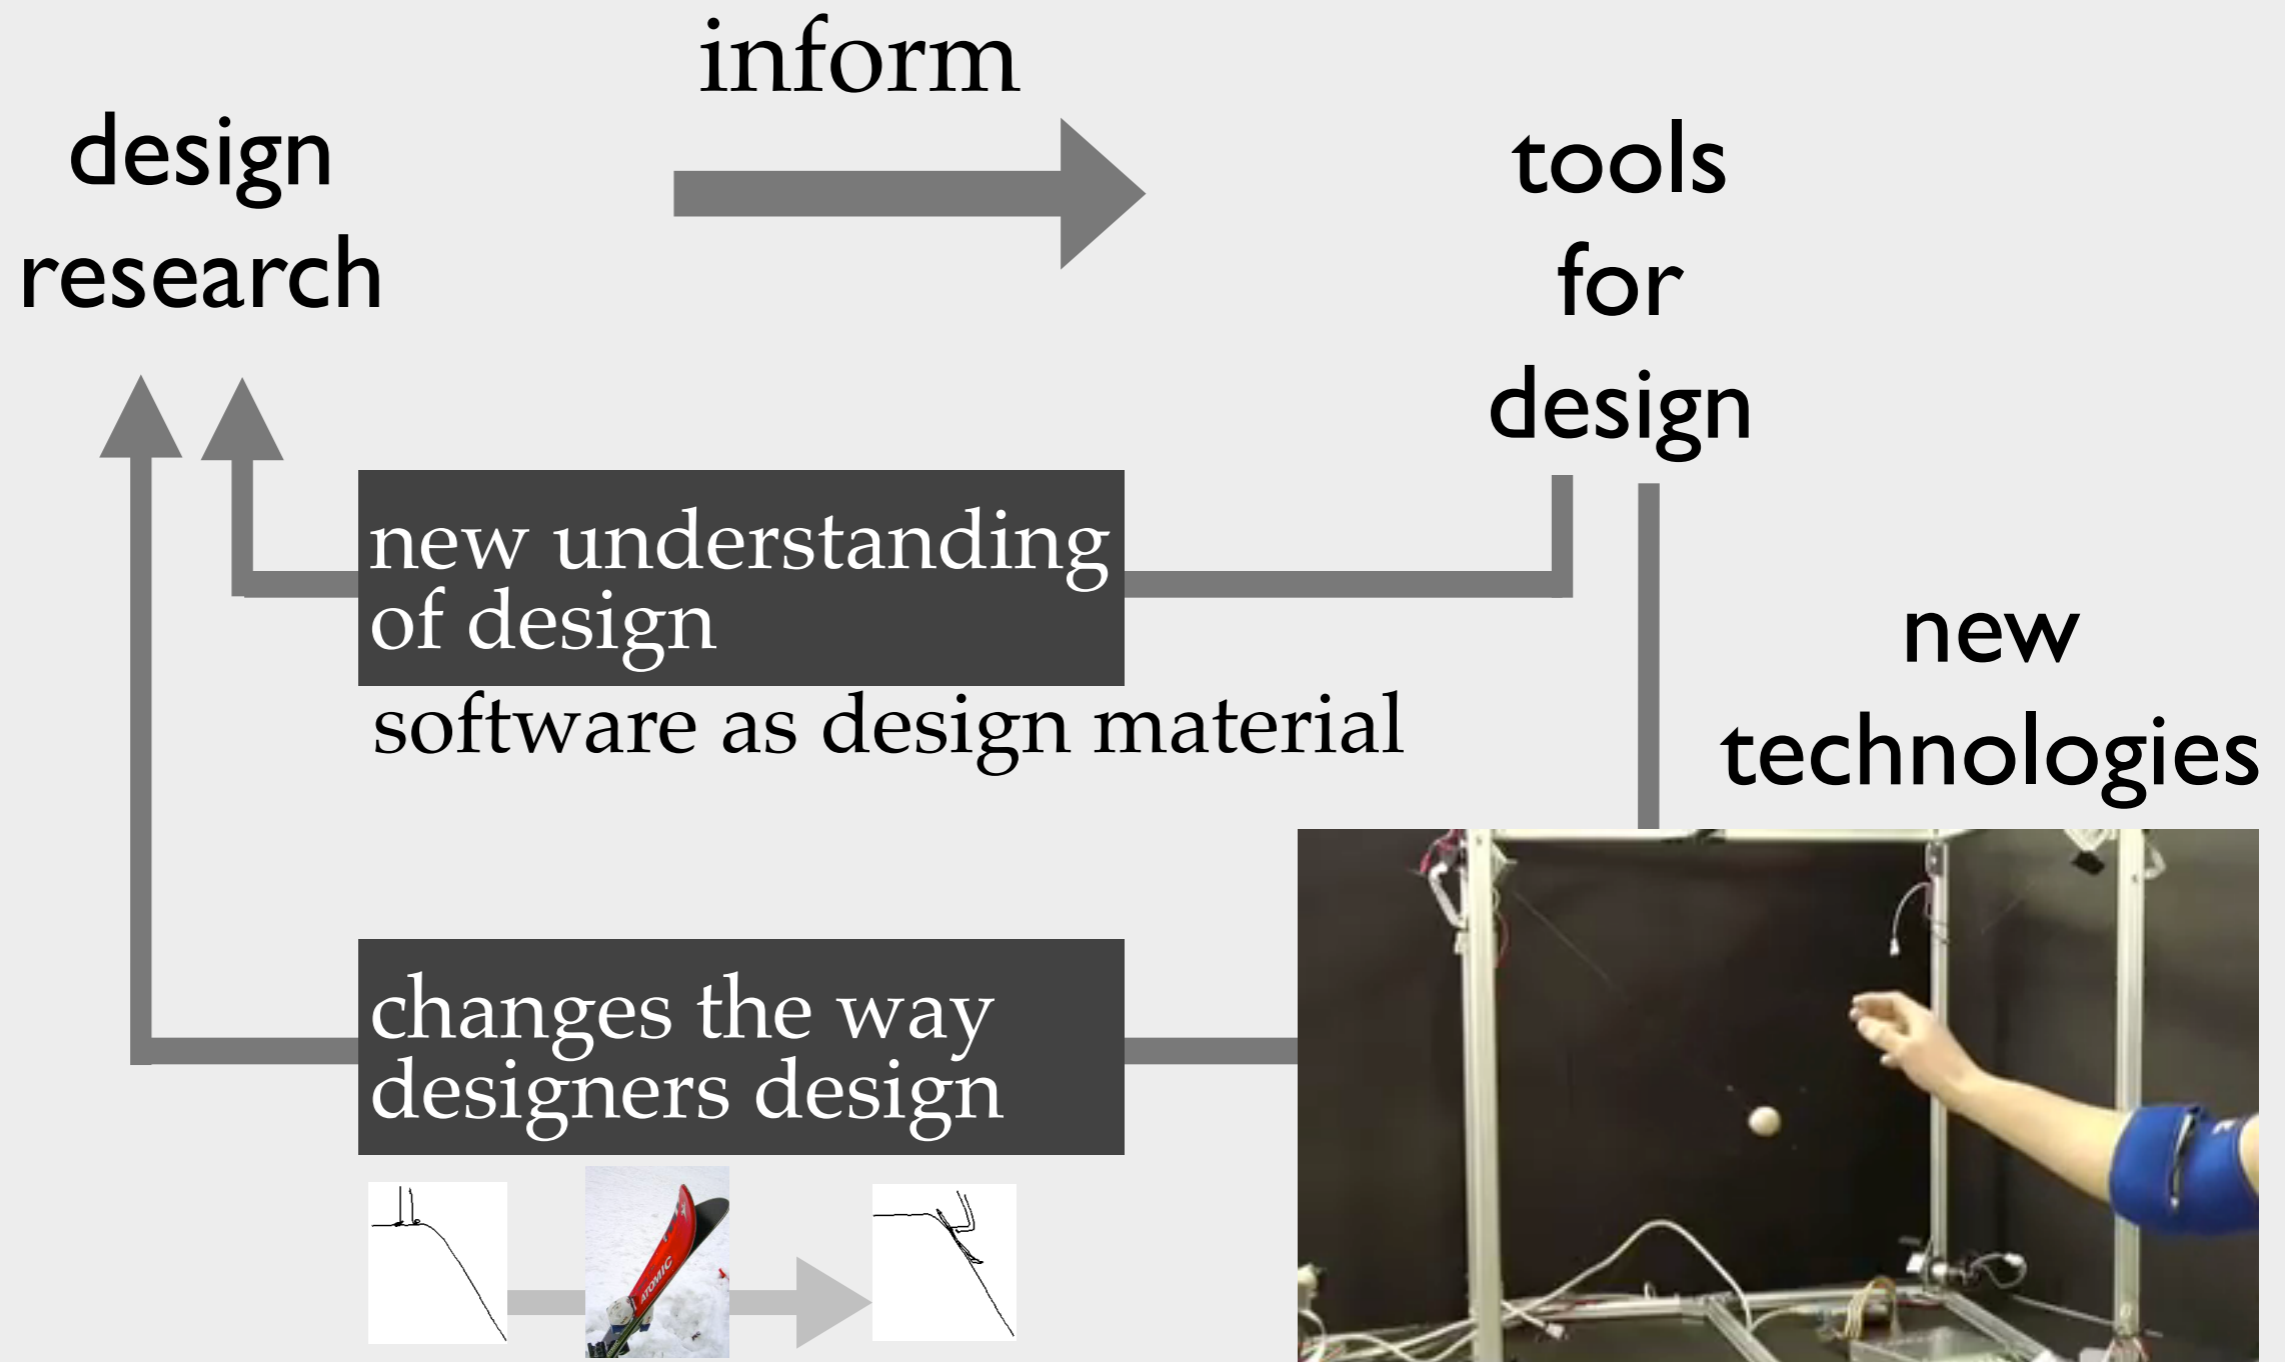 inform
design
research
tools
for
design
new understanding
of design
software as design material
new
technologies
changes the way
designers design
ATOMIC